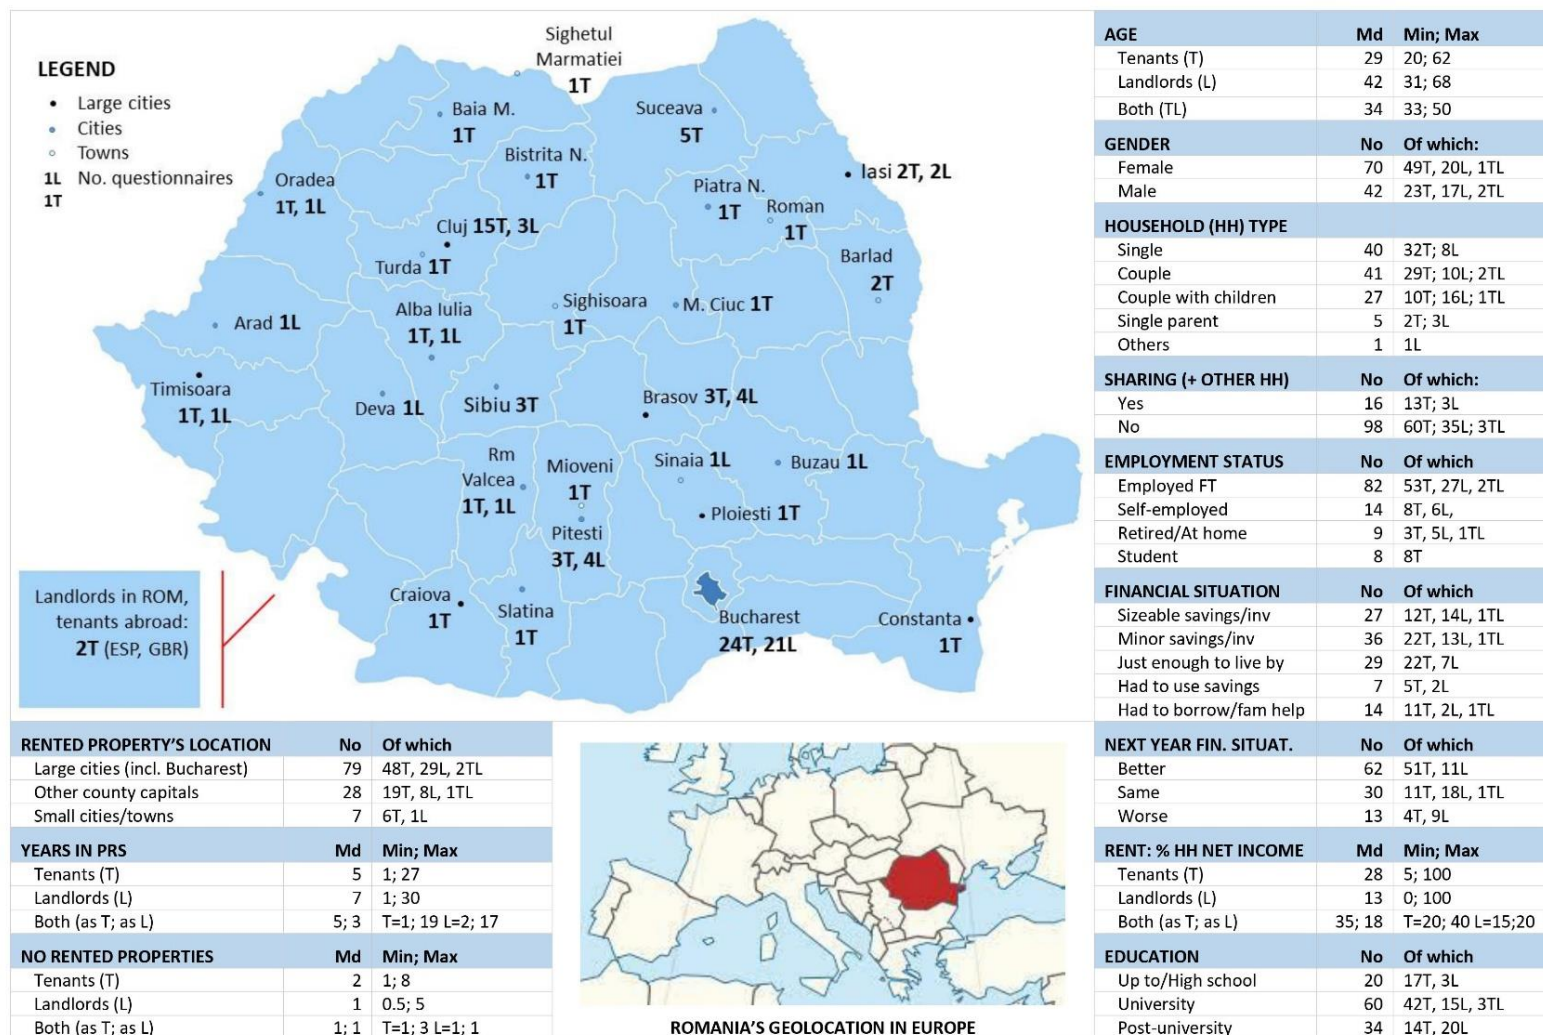 LEGEND
Large cities
Cities
Towns
1L No. questionnaires
1T
Sighetul
Marmatiei
1T
Baia M.
1T
Suceava
5T
Bistrita N.
1T
Iasi 2T, 2L
Oradea
1T, 1L
Piatra N.
1T
Roman
1T
Cluj 15T, 3L
Turda 1T
Barlad
2T
Alba Iulia
1T, 1L
Sighisoara
1T
M. Ciuc 1T
Arad 1L
Timisoara
1T, 1L
Deva 1L
Sibiu 3T
Brasov 3T, 4L
Rm
Valcea
1T, 1L
Mioveni
1T
Pitesti
3T, 4L
Sinaia 1L
Buzau 1L
Ploiesti 1T
Craiova
1T
Slatina
1T
Bucharest
24T, 21L
Constanta
1T
Landlords in ROM,
tenants abroad:
2T (ESP, GBR)
RENTED PROPERTY'S LOCATION No Of which
Large cities (incl. Bucharest) 79 48T, 29L, 2TL
Other county capitals 28 19T, 8L, 1TL
Small cities/towns 7 6T, 1L
YEARS IN PRS Md Min; Max
Tenants (T) 5 1; 27
Landlords (L) 7 1; 30
Both (as T; as L) 5; 3 T=1; 19 L=2; 17
NO RENTED PROPERTIES Md Min; Max
Tenants (T) 2 1; 8
Landlords (L) 1 0.5; 5
Both (as T; as L) 1; 1 T=1; 3 L=1; 1
ROMANIA'S GEOLOCATION IN EUROPE
AGE Md Min; Max
Tenants (T) 29 20; 62
Landlords (L) 42 31; 68
Both (TL) 34 33; 50
GENDER No Of which:
Female 70 49T, 20L, 1TL
Male 42 23T, 17L, 2TL
HOUSEHOLD (HH) TYPE
Single 40 32T; 8L
Couple 41 29T; 10L; 2TL
Couple with children 27 10T; 16L; 1TL
Single parent 5 2T; 3L
Others 1 1L
SHARING (+ OTHER HH) No Of which:
Yes 16 13T; 3L
No 98 60T; 35L; 3TL
EMPLOYMENT STATUS No Of which
Employed FT 82 53T, 27L, 2TL
Self-employed 14 8T, 6L,
Retired/At home 9 3T, 5L, 1TL
Student 8 8T
FINANCIAL SITUATION No Of which
Sizeable savings/inv 27 12T, 14L, 1TL
Minor savings/inv 36 22T, 13L, 1TL
Just enough to live by 29 22T, 7L
Had to use savings 7 5T, 2L
Had to borrow/fam help 14 11T, 2L, 1TL
NEXT YEAR FIN. SITUAT. No Of which
Better 62 51T, 11L
Same 30 11T, 18L, 1TL
Worse 13 4T, 9L
RENT: % HH NET INCOME Md Min; Max
Tenants (T) 28 5; 100
Landlords (L) 13 0; 100
Both (as T; as L) 35; 18 T=20; 40 L=15;20
EDUCATION No Of which
Up to/High school 20 17T, 3L
University 60 42T, 15L, 3TL
Post-university 34 14T, 20L